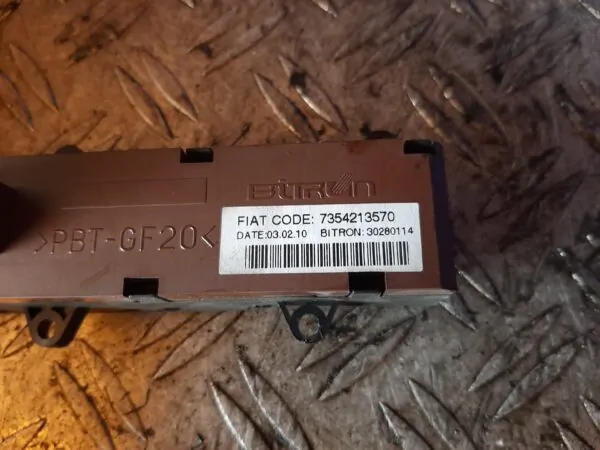 BITRON
FIAT CODE: 7354213570
DATE:03.02.10 BITRON: 30280114
>PBT-GF20<